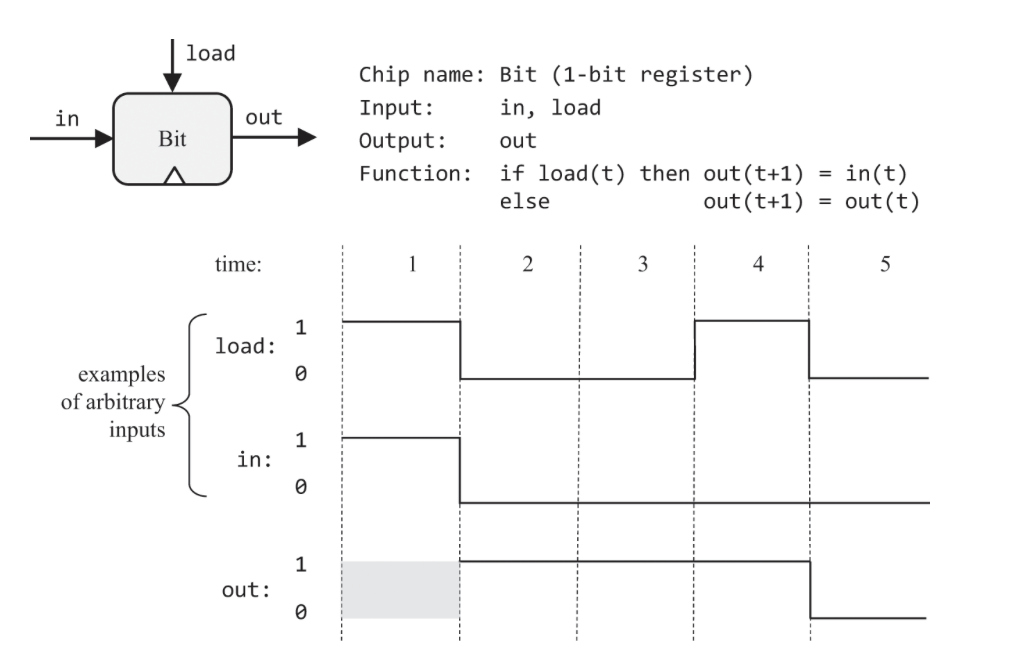 load
in
out
Bit
Chip name: Bit (1-bit register)
Input: in, load
Output: out
Function: if load(t) then out(t+1) = in(t)
else out(t+1) = out(t)
time: 1 2 3 4 5
examples
of arbitrary
inputs
load:
1
0
in:
1
0
out:
1
0